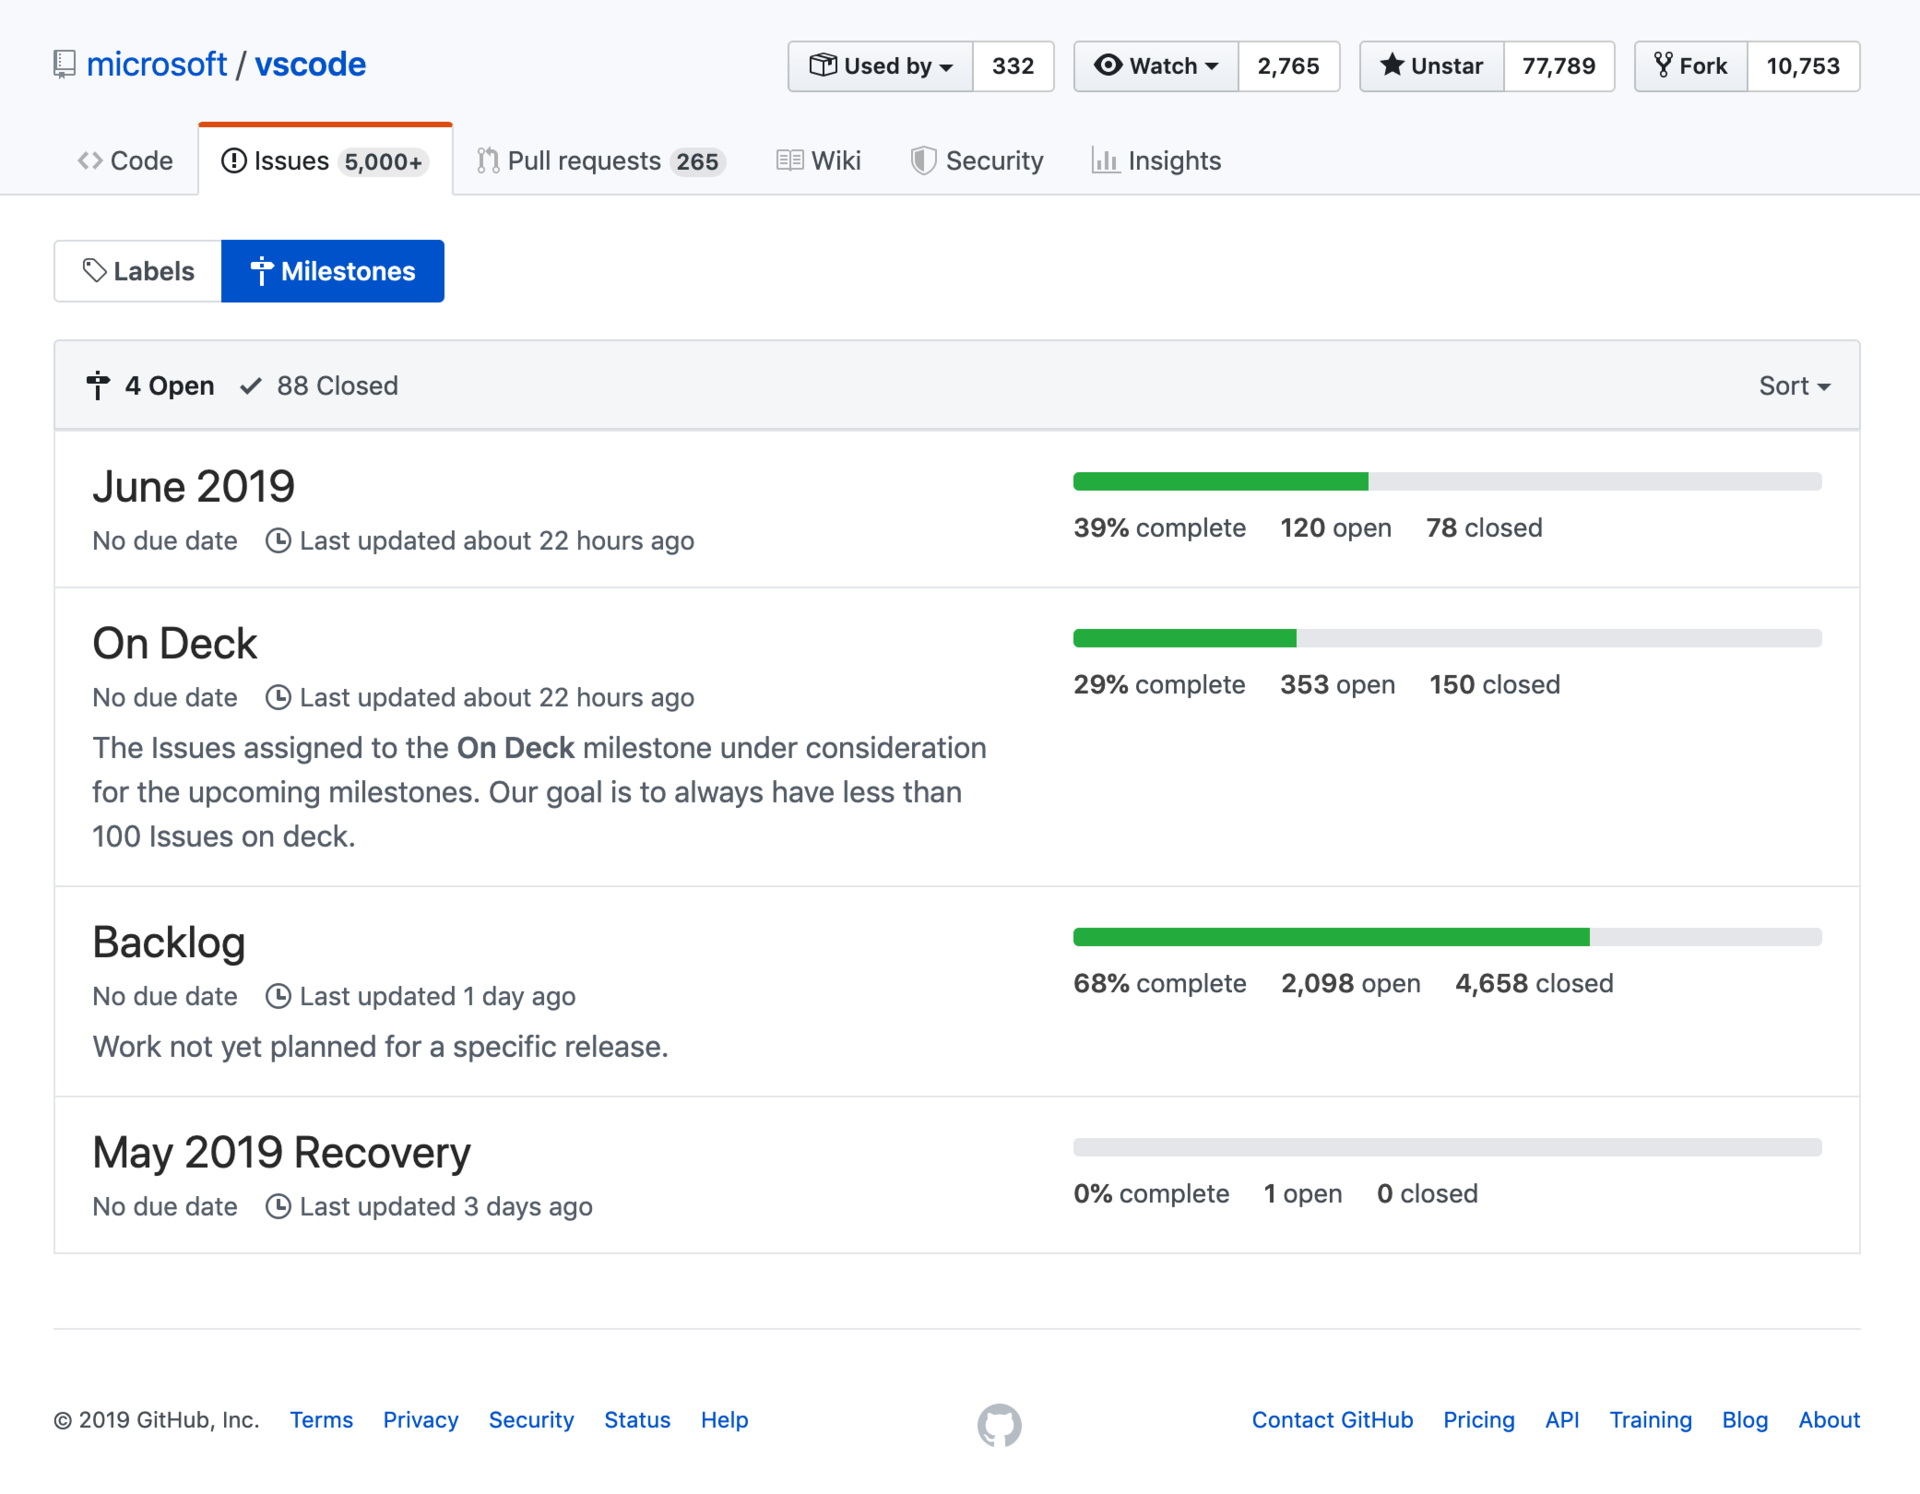 microsoft / vscode
Used by 332 Watch 2,765 Unstar 77,789 Fork 10,753
Code Issues 5,000+ Pull requests 265 Wiki Security Insights
Labels Milestones
4 Open 88 Closed Sort
June 2019
No due date Last updated about 22 hours ago
39% complete 120 open 78 closed
On Deck
No due date Last updated about 22 hours ago
29% complete 353 open 150 closed
The Issues assigned to the On Deck milestone under consideration
for the upcoming milestones. Our goal is to always have less than
100 Issues on deck.
Backlog
No due date Last updated 1 day ago
68% complete 2,098 open 4,658 closed
Work not yet planned for a specific release.
May 2019 Recovery
No due date Last updated 3 days ago
0% complete 1 open 0 closed
© 2019 GitHub, Inc. Terms Privacy Security Status Help Contact GitHub Pricing API Training Blog About